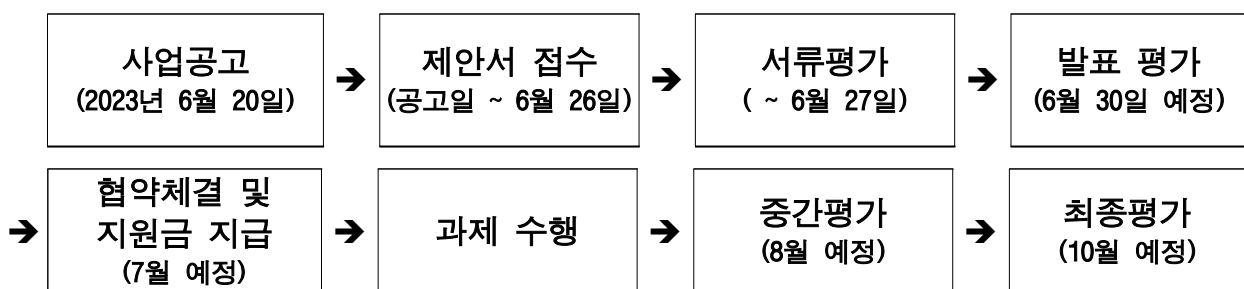 사업공고
(2023년 6월 20일)
➔
제안서 접수
(공고일 ~ 6월 26일)
➔
서류평가
( ~ 6월 27일)
➔
발표 평가
(6월 30일 예정)
➔
협약체결 및
지원금 지급
(7월 예정)
➔
과제 수행
➔
중간평가
(8월 예정)
➔
최종평가
(10월 예정)